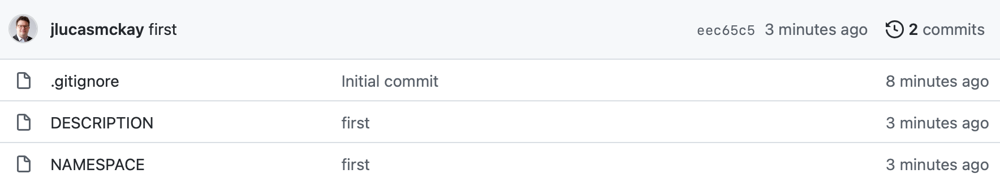 jlucasmckay first eec65c5 3 minutes ago 2 commits
.gitignore Initial commit 8 minutes ago
DESCRIPTION first 3 minutes ago
NAMESPACE first 3 minutes ago